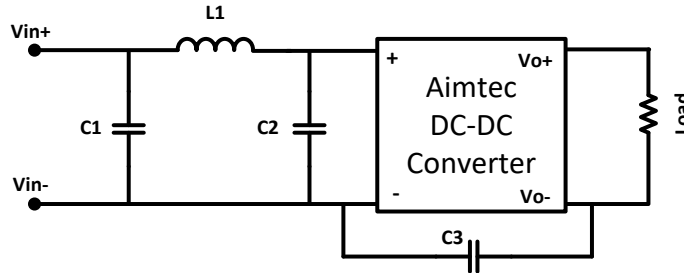 L1
Vin+
+
Vo+
Aimtec
DC-DC
Converter
C1
C2
Load
Vin-
-
Vo-
C3